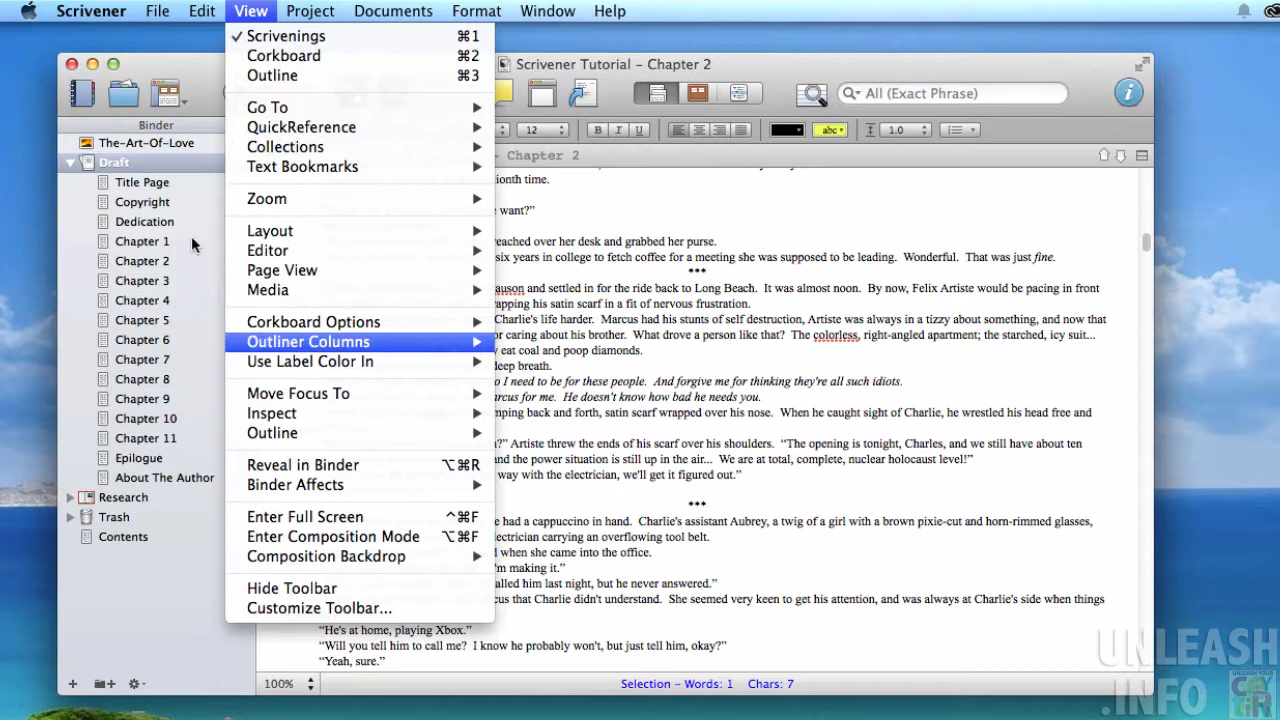 Scrivener File Edit View Project Documents Format Window Help
Scrivener Tutorial - Chapter 2
All (Exact Phrase)
12 B I U abc 1.0
Binder
The-Art-Of-Love
Draft
Title Page
Copyright
Dedication
Chapter 1
Chapter 2
Chapter 3
Chapter 4
Chapter 5
Chapter 6
Chapter 7
Chapter 8
Chapter 9
Chapter 10
Chapter 11
Epilogue
About The Author
Research
Trash
Contents
✓ Scrivenings ⌘1
Corkboard ⌘2
Outline ⌘3
Go To
QuickReference
Collections
Text Bookmarks
Zoom
Layout
Editor
Page View
Media
Corkboard Options
Outliner Columns
Use Label Color In
Move Focus To
Inspect
Outline
Reveal in Binder ⌥⌘R
Binder Affects
Enter Full Screen ^⌘F
Enter Composition Mode ⌥⌘F
Composition Backdrop
Hide Toolbar
Customize Toolbar...
- Chapter 2
ionth time.
want?”
eached over her desk and grabbed her purse.
six years in college to fetch coffee for a meeting she was supposed to be leading. Wonderful. That was just fine.
***
auson and settled in for the ride back to Long Beach. It was almost noon. By now, Felix Artiste would be pacing in front
rapping his satin scarf in a fit of nervous frustration.
Charlie's life harder. Marcus had his stunts of self destruction, Artiste was always in a tizzy about something, and now that
or caring about his brother. What drove a person like that? The colorless, right-angled apartment; the starched, icy suit...
y eat coal and poop diamonds.
deep breath.
o I need to be for these people. And forgive me for thinking they're all such idiots.
arcus for me. He doesn't know how bad he needs you.
mping back and forth, satin scarf wrapped over his nose. When he caught sight of Charlie, he wrestled his head free and
?” Artiste threw the ends of his scarf over his shoulders. “The opening is tonight, Charles, and we still have about ten
and the power situation is still up in the air... We are at total, complete, nuclear holocaust level!”
way with the electrician, we'll get it figured out.”
***
e had a cappuccino in hand. Charlie's assistant Aubrey, a twig of a girl with a brown pixie-cut and horn-rimmed glasses,
lectrician carrying an overflowing tool belt.
d when she came into the office.
'm making it.”
alled him last night, but he never answered.”
us that Charlie didn't understand. She seemed very keen to get his attention, and was always at Charlie's side when things
“He's at home, playing Xbox.”
“Will you tell him to call me? I know he probably won't, but just tell him, okay?”
“Yeah, sure.”
100%
Selection - Words: 1 Chars: 7
UNLEASH
.INFO